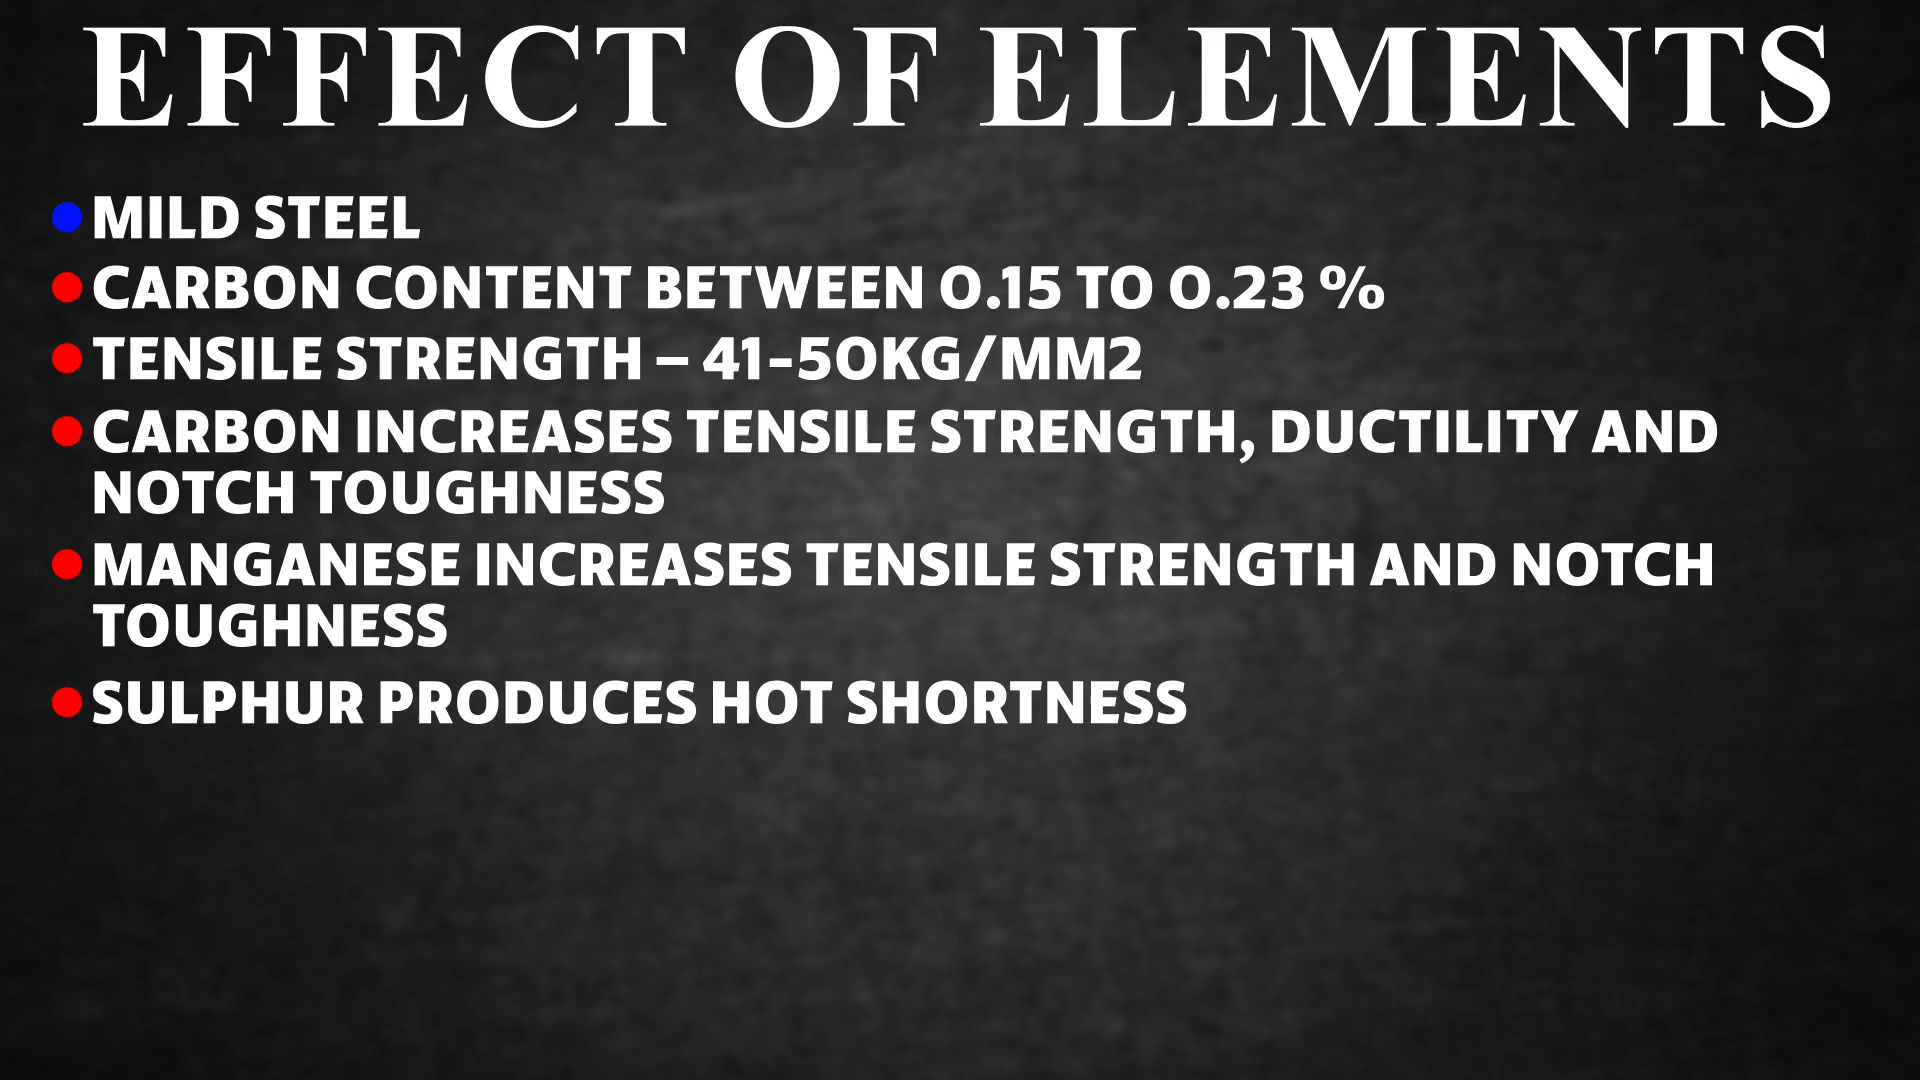 EFFECT OF ELEMENTS
MILD STEEL
CARBON CONTENT BETWEEN 0.15 TO 0.23 %
TENSILE STRENGTH – 41-50KG/MM2
CARBON INCREASES TENSILE STRENGTH, DUCTILITY AND
NOTCH TOUGHNESS
MANGANESE INCREASES TENSILE STRENGTH AND NOTCH
TOUGHNESS
SULPHUR PRODUCES HOT SHORTNESS